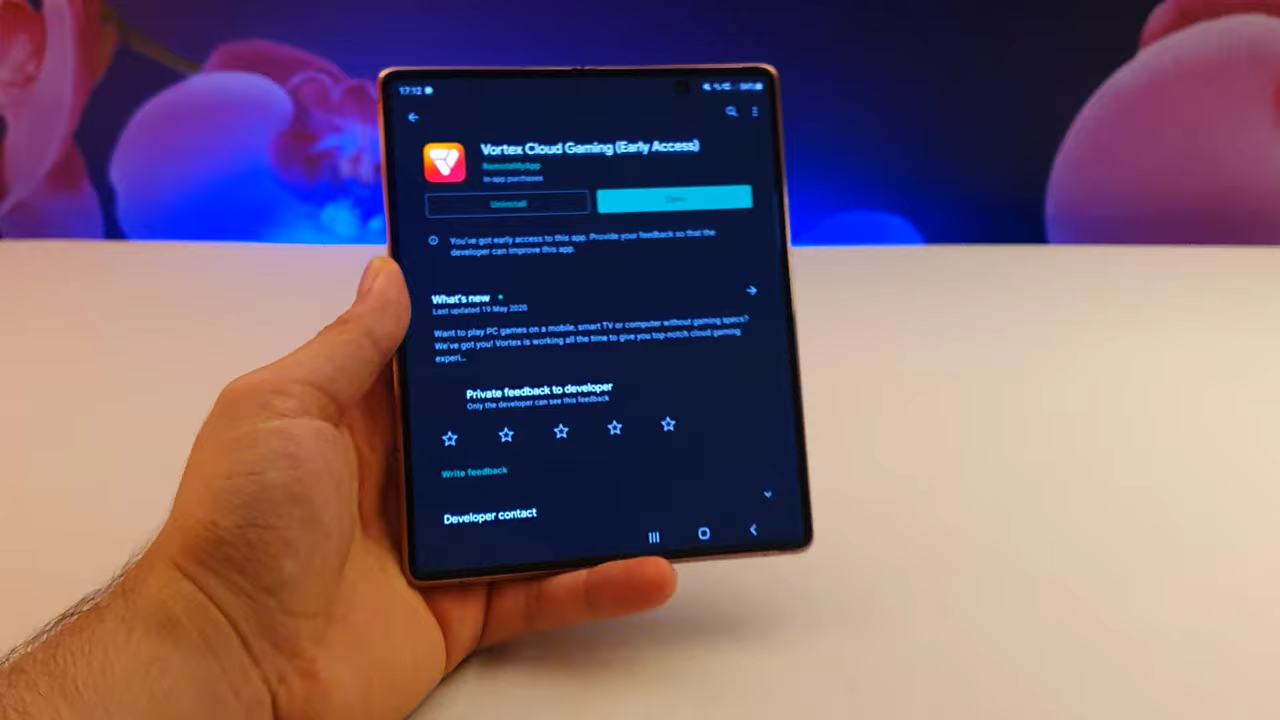 17:12
Vortex Cloud Gaming (Early Access)
RemoteMyApp
In-app purchases
Uninstall
Open
You've got early access to this app. Provide your feedback so that the
developer can improve this app.
What's new
Last updated 19 May 2020
Want to play PC games on a mobile, smart TV or computer without gaming specs?
We've got you! Vortex is working all the time to give you top-notch cloud gaming
experi...
Private feedback to developer
Only the developer can see this feedback
Write feedback
Developer contact